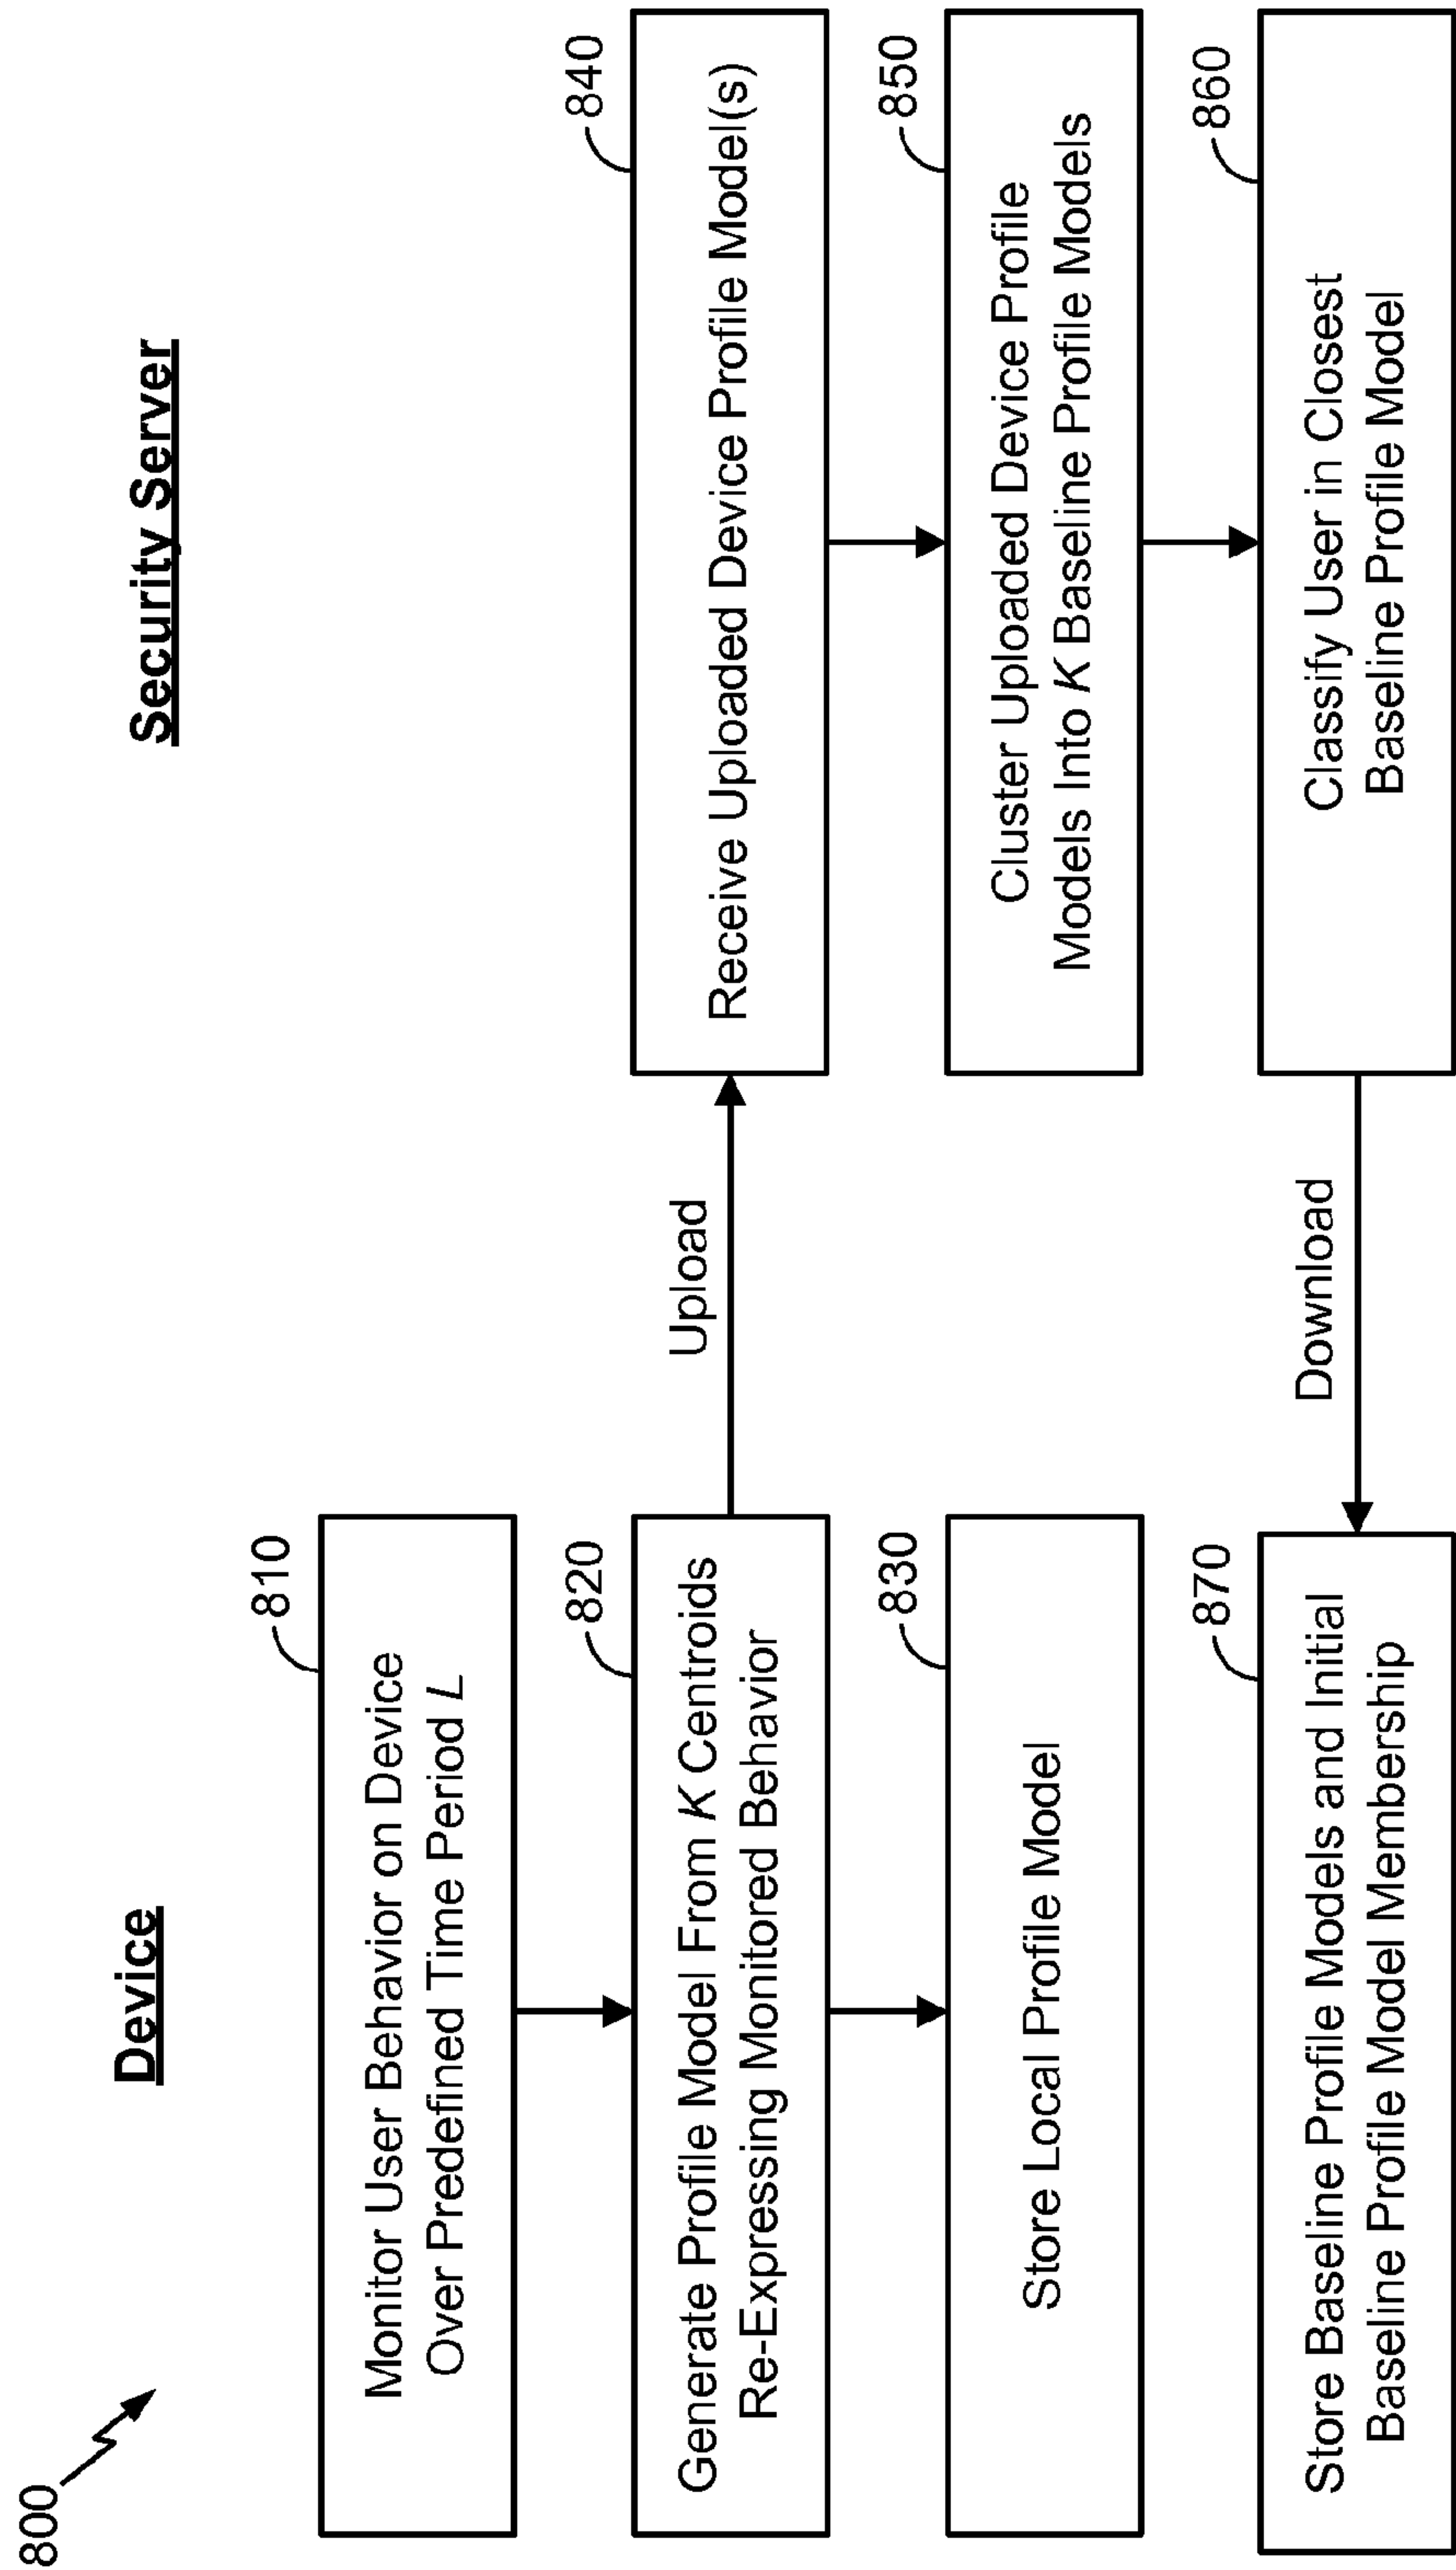 800
Device
Security Server
810
Monitor User Behavior on Device
Over Predefined Time Period L
820
Generate Profile Model From K Centroids
Re-Expressing Monitored Behavior
Upload
840
Receive Uploaded Device Profile Model(s)
830
Store Local Profile Model
850
Cluster Uploaded Device Profile
Models Into K Baseline Profile Models
860
Classify User in Closest
Baseline Profile Model
Download
870
Store Baseline Profile Models and Initial
Baseline Profile Model Membership